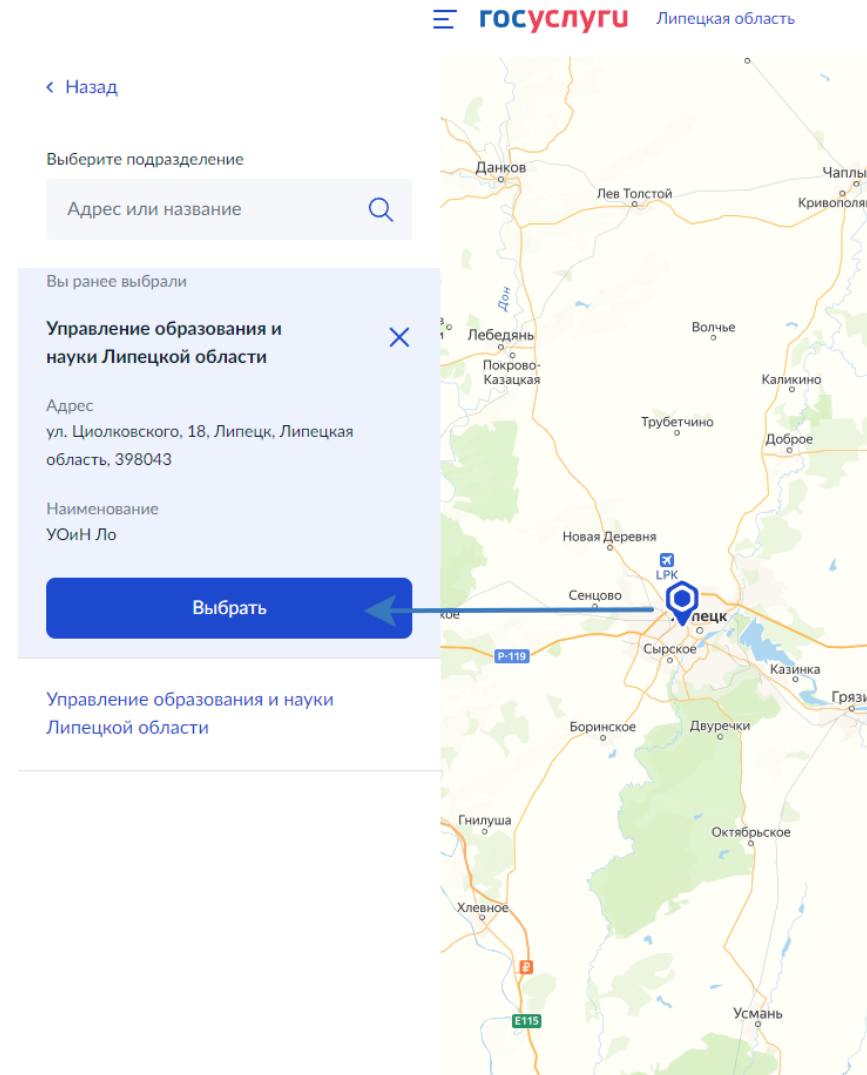 госуслуги Липецкая область
Назад
Выберите подразделение
Адрес или название
Вы ранее выбрали
Управление образования и
науки Липецкой области
Адрес
ул. Циолковского, 18, Липецк, Липецкая
область, 398043
Наименование
УОиН Ло
Выбрать
Управление образования и науки
Липецкой области
Данков
Лев Толстой
Чаплы
Кривополя
Дон
Лебедянь
Волчье
Покрово-
Казацкая
Каликино
Трубетчино
Доброе
Новая Деревня
LPK
Сенцово
пецк
Сырское
Р-119
Казинка
Грязи
Боринское
Двуречки
Гнилуша
Октябрьское
Хлевное
Е115
Усмань